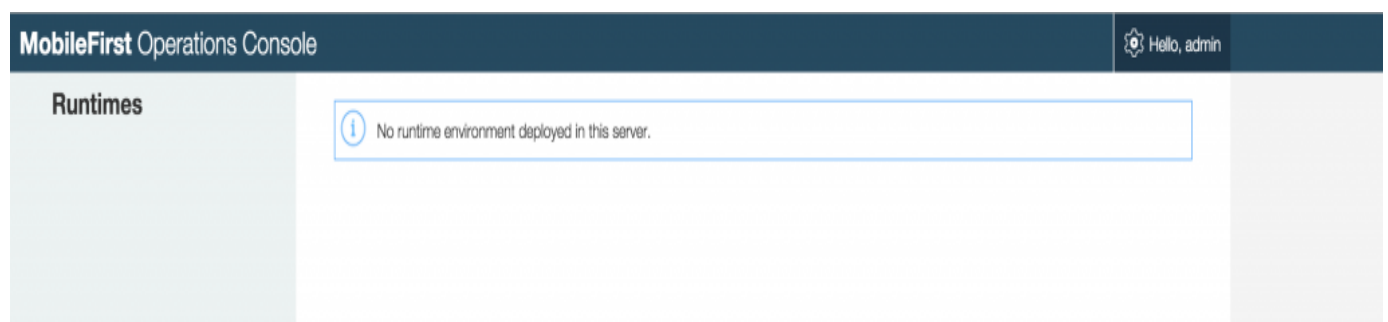 MobileFirst Operations Console
Hello, admin
Runtimes
No runtime environment deployed in this server.